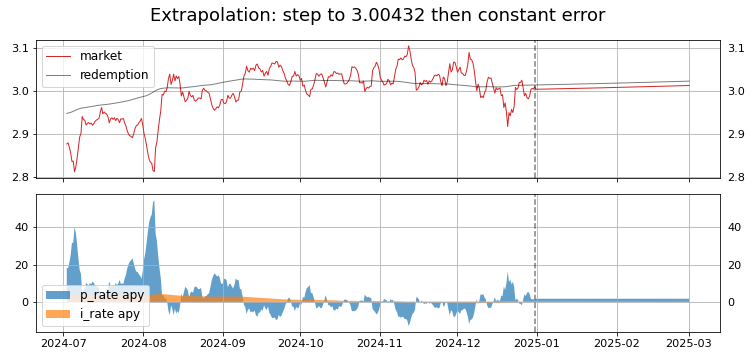 Extrapolation: step to 3.00432 then constant error
3.1 3.1
market
redemption
3.0 3.0
2.9 2.9
2.8 2.8
40 40
20 20
0 0
p_rate apy
i_rate apy
2024-07 2024-08 2024-09 2024-10 2024-11 2024-12 2025-01 2025-02 2025-03